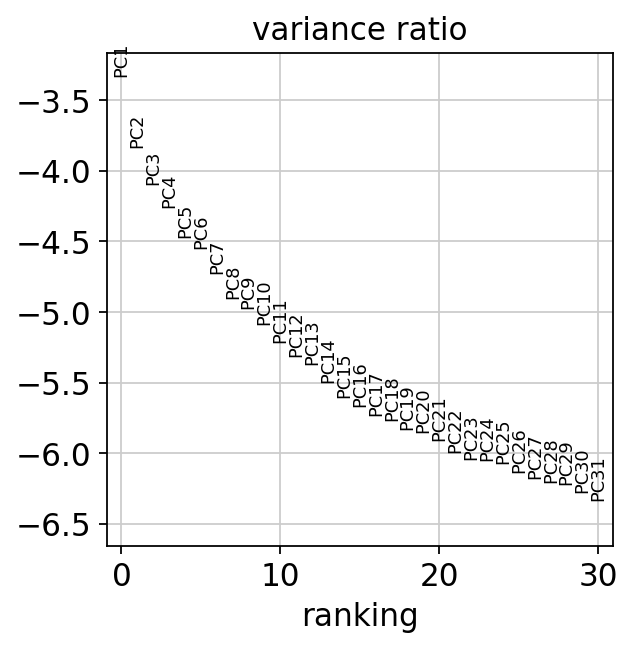 variance ratio
−3.5
−4.0
−4.5
−5.0
−5.5
−6.0
−6.5
PC1
PC2
PC3
PC4
PC5
PC6
PC7
PC8
PC9
PC10
PC11
PC12
PC13
PC14
PC15
PC16
PC17
PC18
PC19
PC20
PC21
PC22
PC23
PC24
PC25
PC26
PC27
PC28
PC29
PC30
PC31
0 10 20 30
ranking